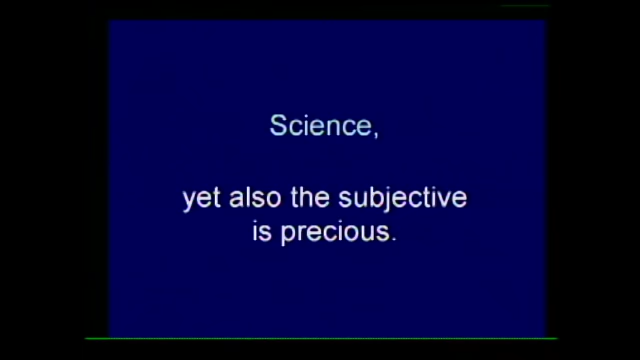 Science,
yet also the subjective
is precious.